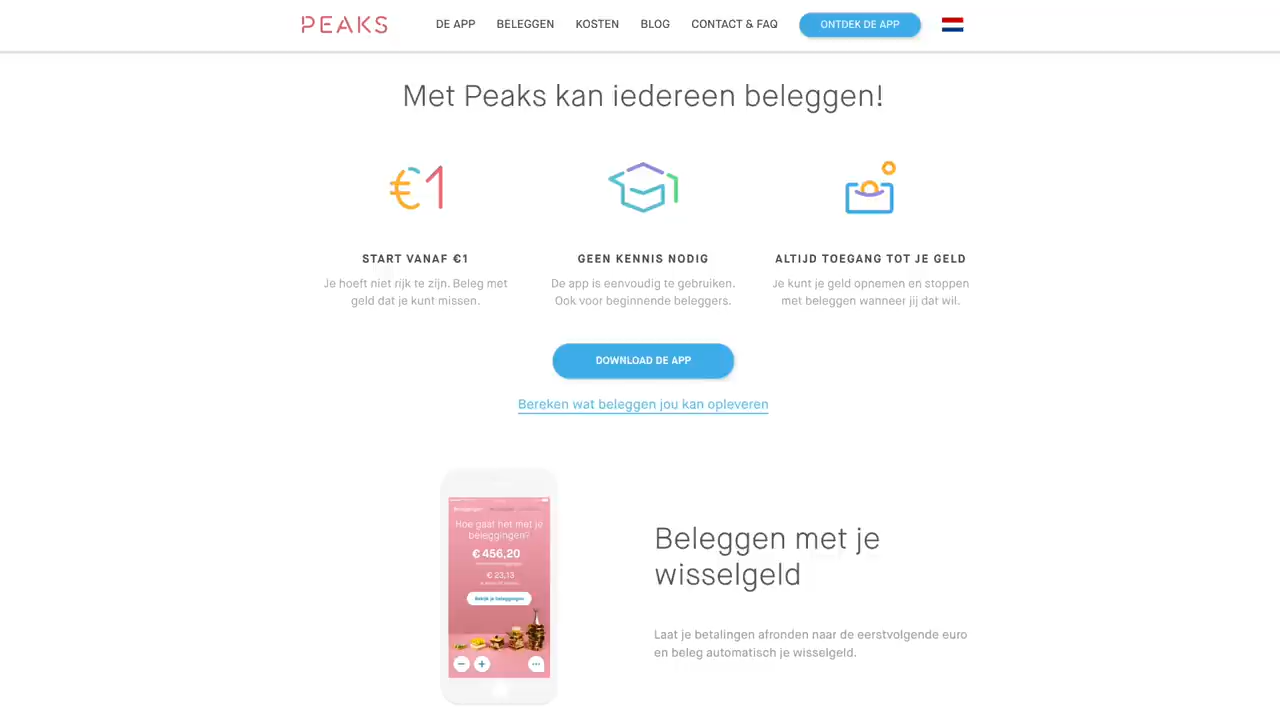 PEAKS
DE APP
BELEGGEN
KOSTEN
BLOG
CONTACT & FAQ
ONTDEK DE APP
Met Peaks kan iedereen beleggen!
€1
START VANAF €1
Je hoeft niet rijk te zijn. Beleg met
geld dat je kunt missen.
GEEN KENNIS NODIG
De app is eenvoudig te gebruiken.
Ook voor beginnende beleggers.
ALTIJD TOEGANG TOT JE GELD
Je kunt je geld opnemen en stoppen
met beleggen wanneer jij dat wil.
DOWNLOAD DE APP
Bereken wat beleggen jou kan opleveren
Hoe gaat het met je
beleggingen?
€ 456,20
€ 23,13
Bekijk je beleggingen
Beleggen met je
wisselgeld
Laat je betalingen afronden naar de eerstvolgende euro
en beleg automatisch je wisselgeld.